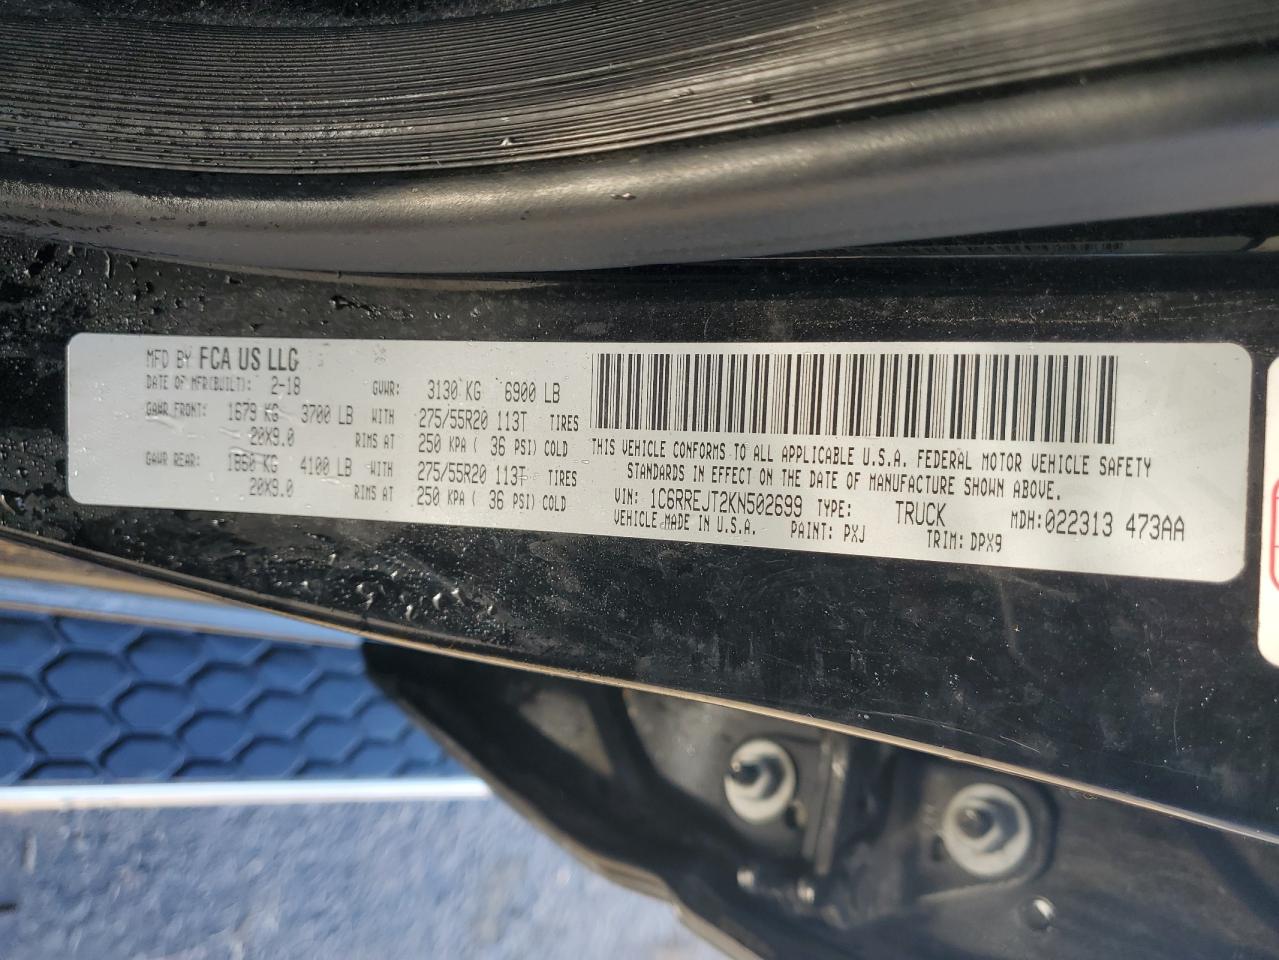 MFD BY FCA US LLC
DATE OF MFR(BUILT): 2-18 GVWR: 3130 KG 6900 LB
GAWR FRONT: 1679 KG 3700 LB WITH 275/55R20 113T TIRES
20X9.0 RIMS AT 250 KPA ( 36 PSI) COLD
GAWR REAR: 1860 KG 4100 LB WITH 275/55R20 113T TIRES
20X9.0 RIMS AT 250 KPA ( 36 PSI) COLD
THIS VEHICLE CONFORMS TO ALL APPLICABLE U.S.A. FEDERAL MOTOR VEHICLE SAFETY
STANDARDS IN EFFECT ON THE DATE OF MANUFACTURE SHOWN ABOVE.
VIN: 1C6RREJT2KN502699 TYPE: TRUCK MDH:022313 473AA
VEHICLE MADE IN U.S.A. PAINT: PXJ TRIM: DPX9